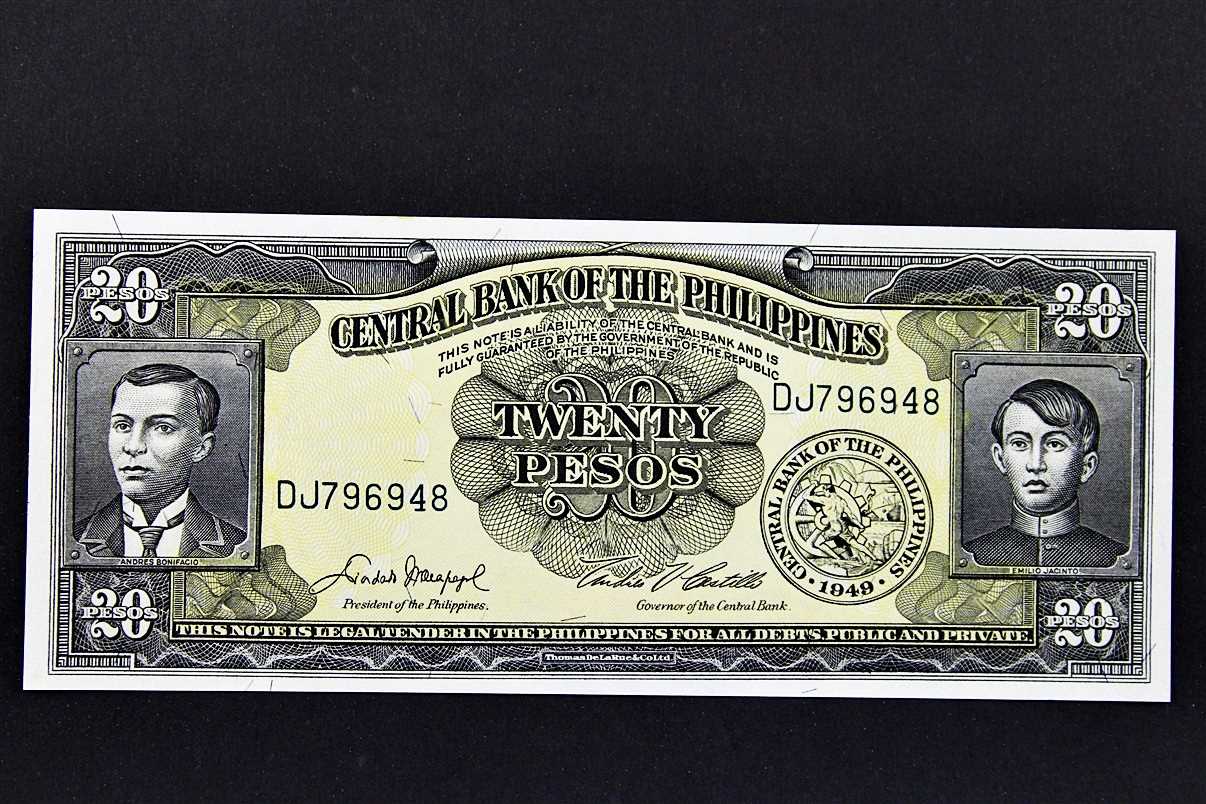 20 PESOS
20 PESOS
CENTRAL BANK OF THE PHILIPPINES
THIS NOTE IS A LIABILITY OF THE CENTRAL BANK AND IS
FULLY GUARANTEED BY THE GOVERNMENT OF THE REPUBLIC
OF THE PHILIPPINES
DJ796948
20
TWENTY
PESOS
DJ796948
CENTRAL BANK OF THE PHILIPPINES
1949
ANDRES BONIFACIO
EMILIO JACINTO
President of the Philippines.
Governor of the Central Bank.
20 PESOS
20 PESOS
THIS NOTE IS LEGAL TENDER IN THE PHILIPPINES FOR ALL DEBTS, PUBLIC AND PRIVATE.
Thomas De La Rue & Co Ltd.